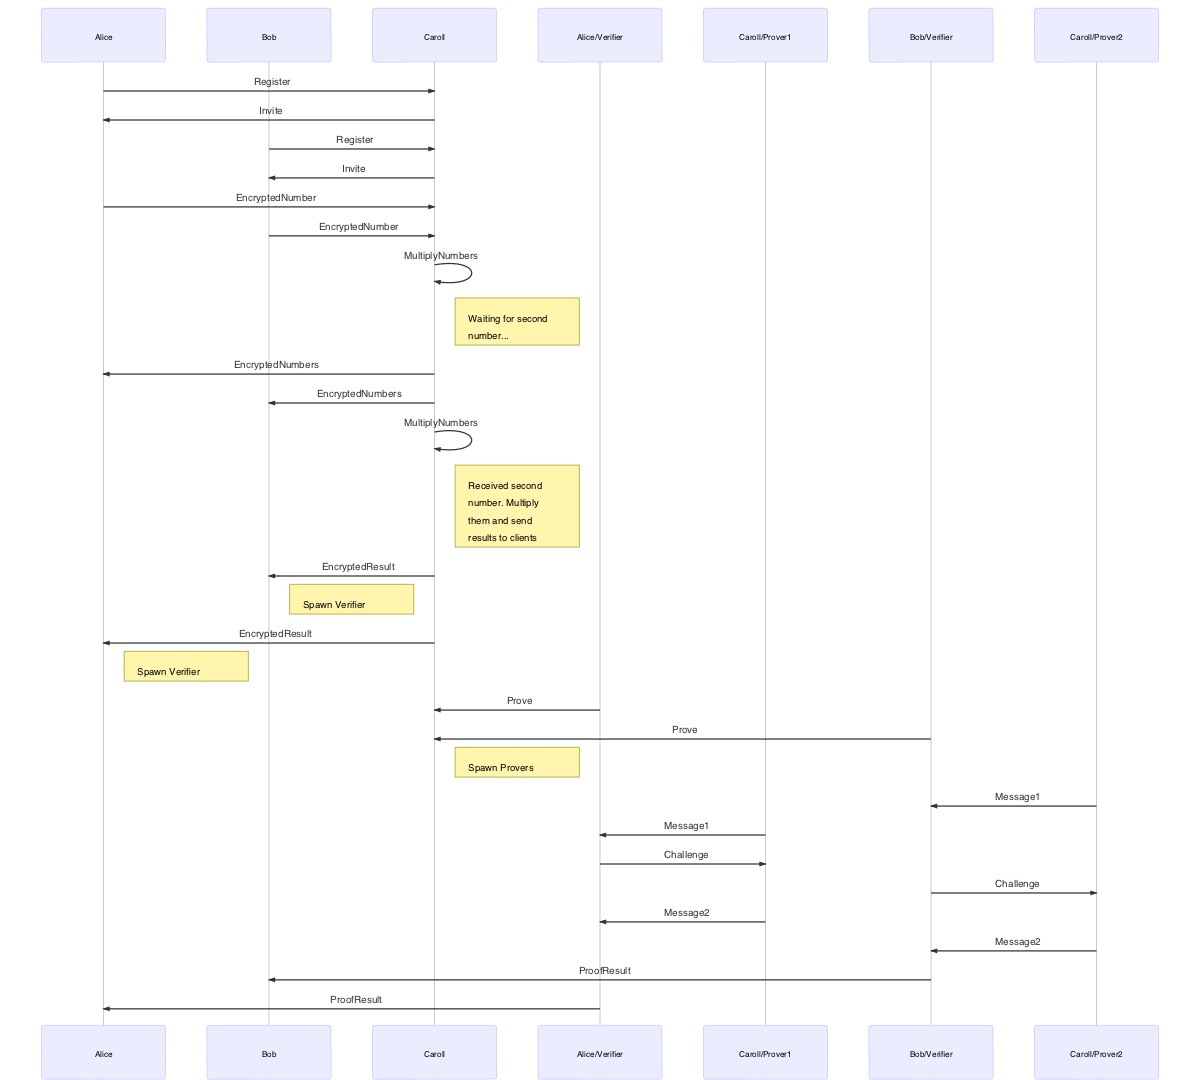 Alice
Bob
Caroll
Alice/Verifier
Caroll/Prover1
Bob/Verifier
Caroll/Prover2
Register
Invite
Register
Invite
EncryptedNumber
EncryptedNumber
MultiplyNumbers
Waiting for second
number...
EncryptedNumbers
EncryptedNumbers
MultiplyNumbers
Received second
number. Multiply
them and send
results to clients
EncryptedResult
Spawn Verifier
EncryptedResult
Spawn Verifier
Prove
Prove
Spawn Provers
Message1
Message1
Challenge
Challenge
Message2
Message2
ProofResult
ProofResult
Alice
Bob
Caroll
Alice/Verifier
Caroll/Prover1
Bob/Verifier
Caroll/Prover2